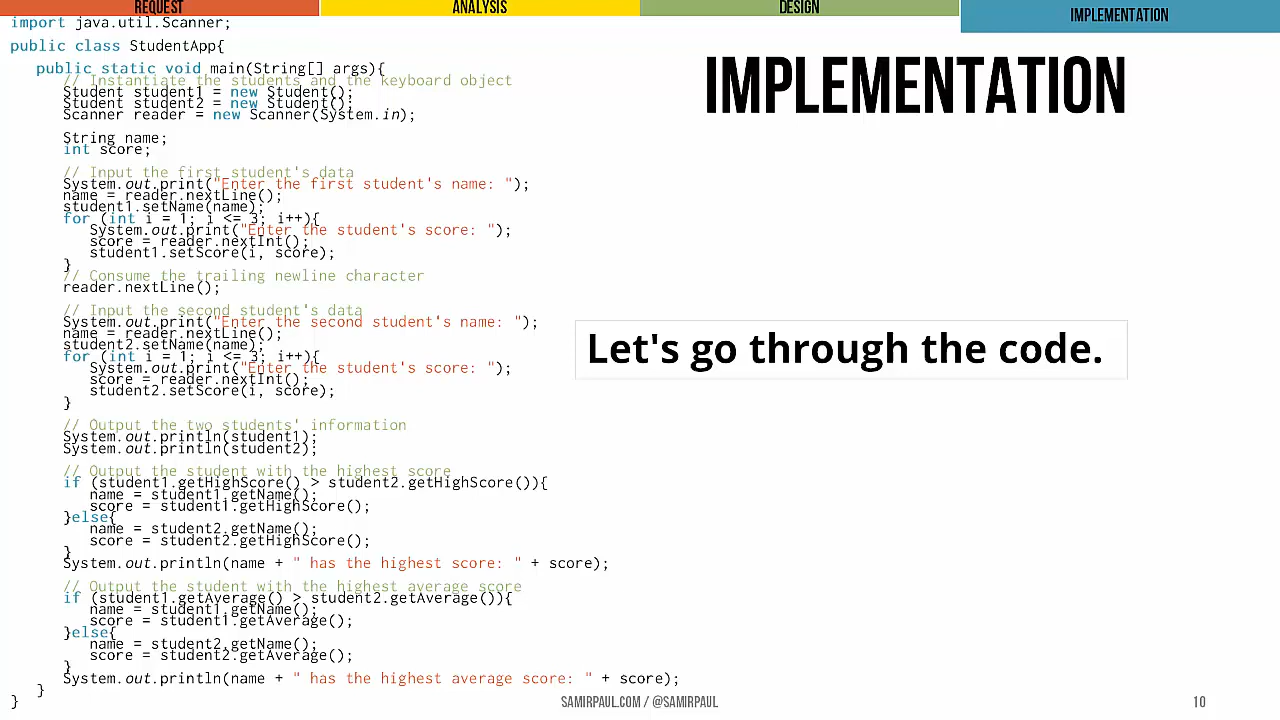 REQUEST
ANALYSIS
DESIGN
IMPLEMENTATION
import java.util.Scanner;
public class StudentApp{
public static void main(String[] args){
// Instantiate the students and the keyboard object
Student student1 = new Student();
Student student2 = new Student();
Scanner reader = new Scanner(System.in);
String name;
int score;
// Input the first student's data
System.out.print("Enter the first student's name: ");
name = reader.nextLine();
student1.setName(name);
for (int i = 1; i <= 3; i++){
System.out.print("Enter the student's score: ");
score = reader.nextInt();
student1.setScore(i, score);
}
// Consume the trailing newline character
reader.nextLine();
// Input the second student's data
System.out.print("Enter the second student's name: ");
name = reader.nextLine();
student2.setName(name);
for (int i = 1; i <= 3; i++){
System.out.print("Enter the student's score: ");
score = reader.nextInt();
student2.setScore(i, score);
}
// Output the two students' information
System.out.println(student1);
System.out.println(student2);
// Output the student with the highest score
if (student1.getHighScore() > student2.getHighScore()){
name = student1.getName();
score = student1.getHighScore();
}else{
name = student2.getName();
score = student2.getHighScore();
}
System.out.println(name + " has the highest score: " + score);
// Output the student with the highest average score
if (student1.getAverage() > student2.getAverage()){
name = student1.getName();
score = student1.getAverage();
}else{
name = student2.getName();
score = student2.getAverage();
}
System.out.println(name + " has the highest average score: " + score);
}
}
IMPLEMENTATION
Let's go through the code.
SAMIRPAUL.COM / @SAMIRPAUL
10